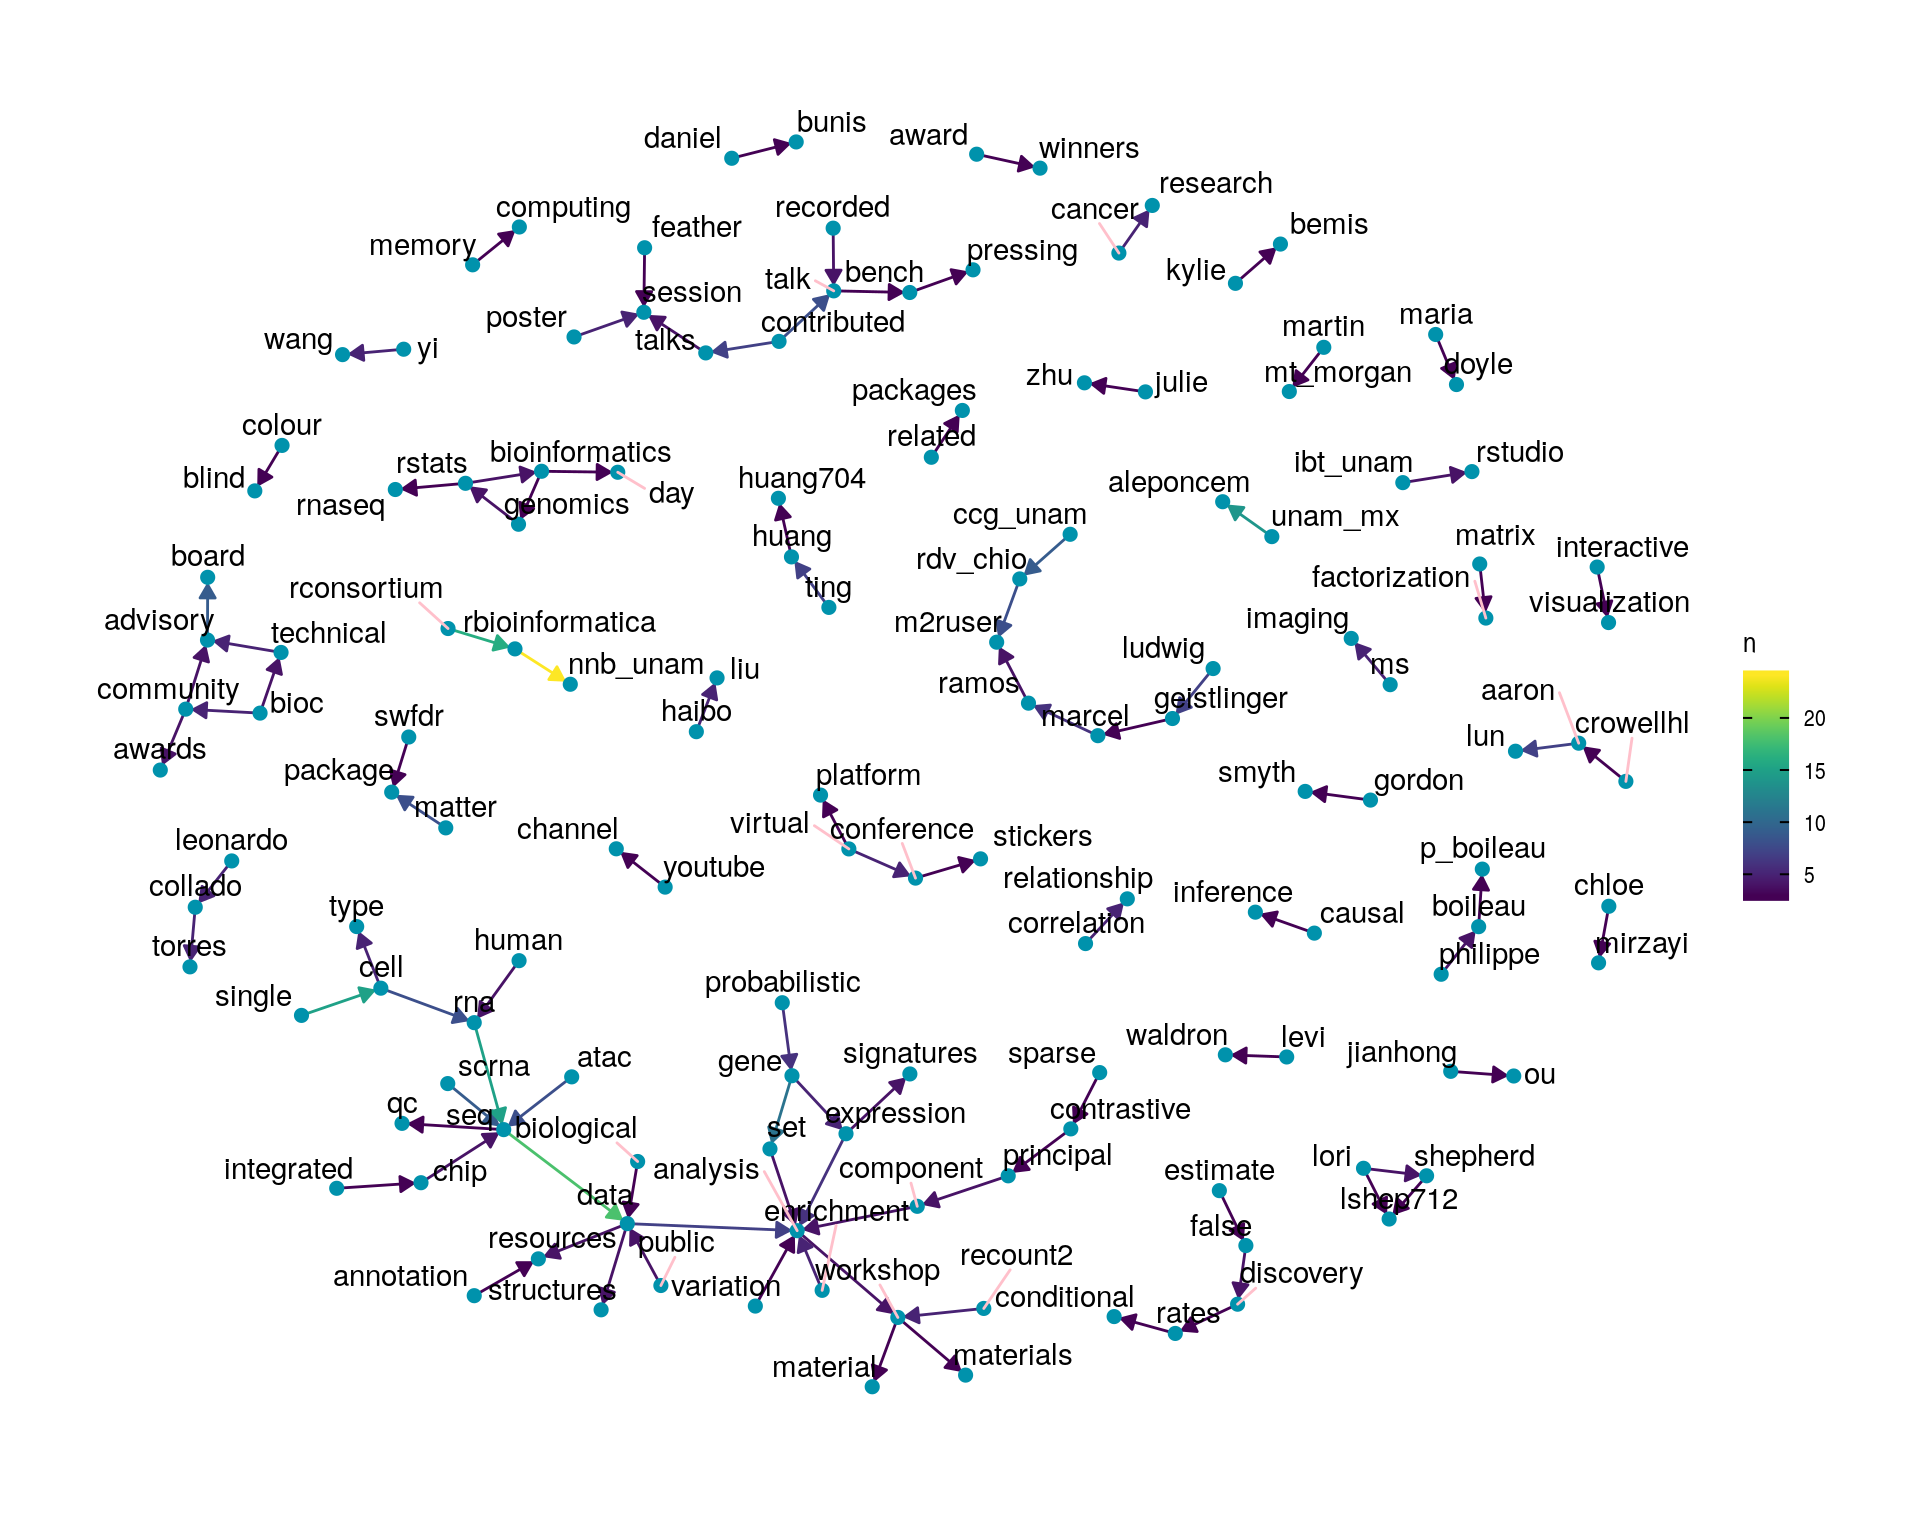 bunis
daniel
award
winners
research
computing
feather
recorded
cancer
bemis
memory
pressing
talk
bench
kylie
session
poster
contributed
talks
wang
yi
martin
maria
zhu
julie
mt_morgan
doyle
packages
related
colour
blind
rstats
bioinformatics
rnaseq
genomics
day
huang704
huang
ting
aleponcem
unam_mx
ibt_unam
rstudio
ccg_unam
rdv_chio
matrix
interactive
factorization
visualization
board
rconsortium
advisory
technical
rbioinformatica
m2ruser
imaging
n
ludwig
nnb_unam
liu
ms
community
bioc
ramos
geistlinger
aaron
haibo
swfdr
marcel
crowellhl
lun
20
awards
package
platform
smyth
gordon
15
matter
virtual
conference
channel
stickers
10
leonardo
youtube
p_boileau
collado
relationship
inference
chloe
5
type
correlation
causal
boileau
torres
human
philippe
mirzayi
cell
single
probabilistic
rna
waldron
levi
scrna
atac
gene
signatures
sparse
jianhong
ou
qc
seq
biological
set
expression
contrastive
integrated
chip
analysis
component
principal
estimate
lori
shepherd
data
enrichment
lshep712
false
resources
public
annotation
structures
variation
workshop
recount2
conditional
discovery
rates
material
materials